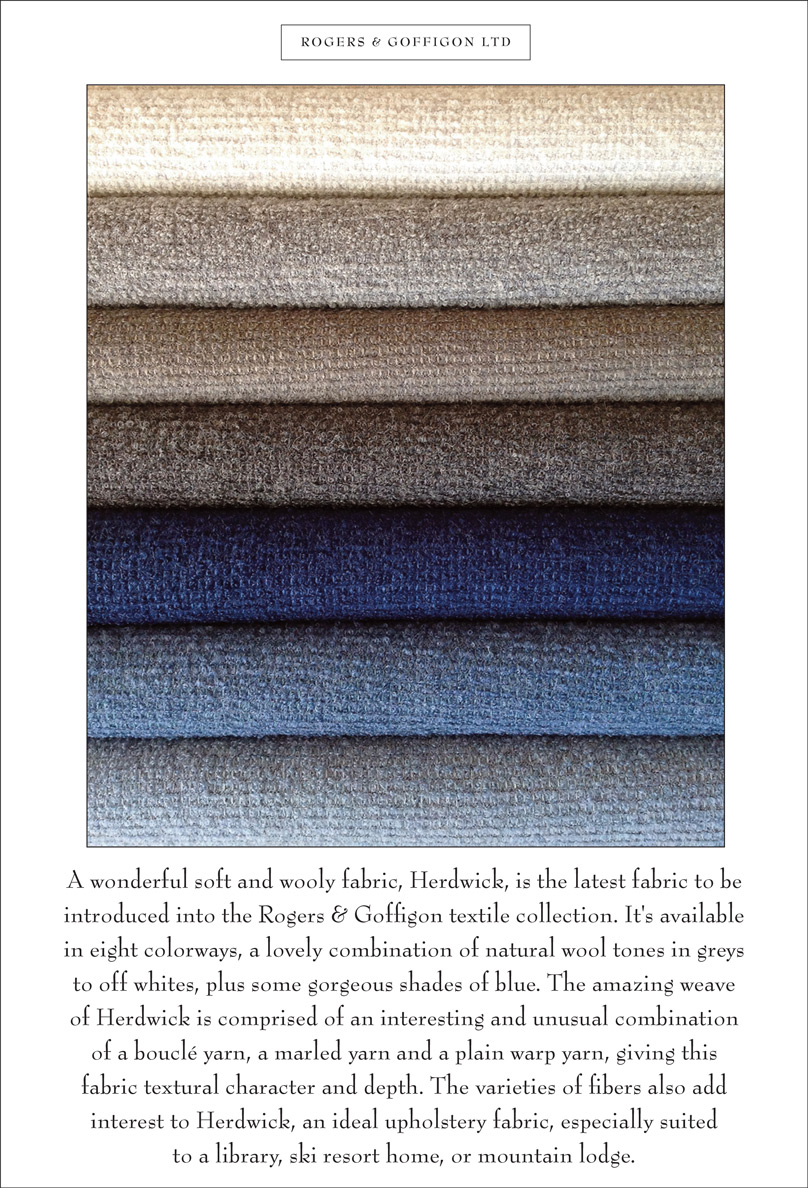 ROGERS & GOFFIGON LTD
A wonderful soft and wooly fabric, Herdwick, is the latest fabric to be
introduced into the Rogers & Goffigon textile collection. It's available
in eight colorways, a lovely combination of natural wool tones in greys
to off whites, plus some gorgeous shades of blue. The amazing weave
of Herdwick is comprised of an interesting and unusual combination
of a bouclé yarn, a marled yarn and a plain warp yarn, giving this
fabric textural character and depth. The varieties of fibers also add
interest to Herdwick, an ideal upholstery fabric, especially suited
to a library, ski resort home, or mountain lodge.